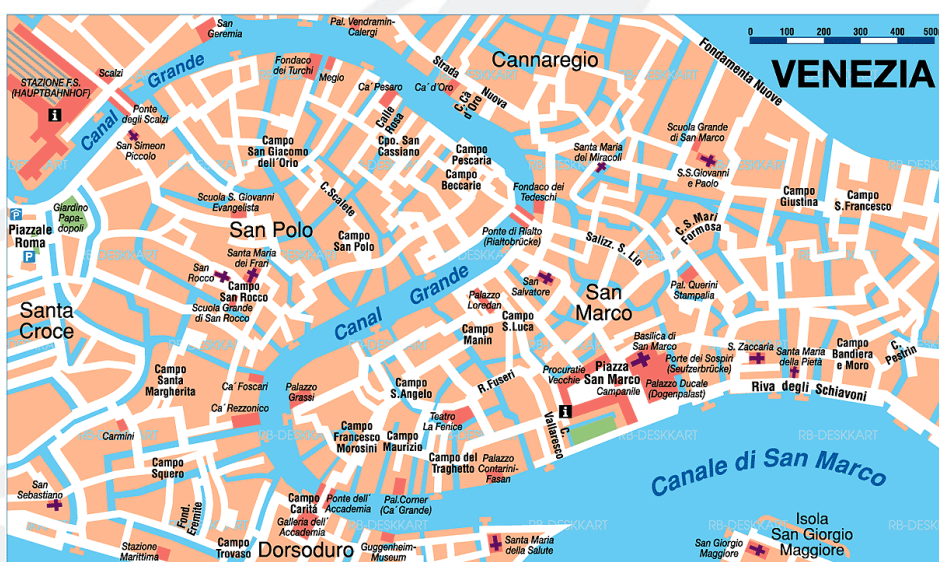 San
Geremia
Pal. Vendramin-
Calergi
0 100 200 300 400 500
VENEZIA
Cannaregio
Fondamenta Nuove
STAZIONE F.S.
(HAUPTBAHNHOF)
i
Scalzi
Canal Grande
Fondaco
dei Turchi
Megio
Strada
Nuova
Ca' Pesaro
Ca' d'Oro
C.Ca'
d'Oro
Ponte
degli Scalzi
San Simeon
Piccolo
Calle
Rosa
Campo
San Giacomo
dell'Orio
Cpo. San
Cassiano
Campo
Pescaria
Campo
Beccarie
Santa Maria
dei Miracoli
Scuola Grande
di San Marco
S.S.Giovanni
e Paolo
Campo
Giustina
Campo
S.Francesco
Fondaco dei
Tedeschi
P
Piazzale
Roma
P
Giardino
Papa-
dopoli
Scuola S. Giovanni
Evangelista
C.Scalete
San Polo
Campo
San Polo
Ponte di Rialto
(Rialtobrücke)
Salizz. S. Lio
C.S.Mari
Formosa
Santa Maria
dei Frari
San
Rocco
Campo
San Rocco
Scuola Grande
di San Rocco
Canal Grande
San
Salvatore
Pal. Querini
Stampalia
Santa
Croce
Palazzo
Loredan
San
Marco
Campo
S.Luca
Campo
Manin
Basilica di
San Marco
Procuratie
Vecchie
Piazza
San Marco
Campanile
Porte dei Sospiri
(Seufzerbrücke)
Palazzo Ducale
(Dogenpalast)
S. Zaccaria
Santa Maria
della Pietà
Campo
Bandiera
e Moro
C.
Pestrin
Riva degli Schiavoni
Campo
Santa
Margherita
Ca' Foscari
Ca' Rezzonico
Palazzo
Grassi
Campo
S.Angelo
R.Fuseri
i
C.
Vallaresco
Teatro
La Fenice
Carmini
Campo
Francesco
Morosini
Campo
Maurizio
Campo del
Traghetto
Palazzo
Contarini-
Fasan
Canale di San Marco
Campo
Squero
San
Sebastiano
Fond.
Eremite
Campo
Carità
Ponte dell'
Accademia
Galleria dell'
Accademia
Pal.Corner
(Ca' Grande)
Stazione
Marittima
Campo
Trovaso
Dorsoduro
Guggenheim-
Museum
Santa Maria
della Salute
San Giorgio
Maggiore
Isola
San Giorgio
Maggiore
RB-DESKKART